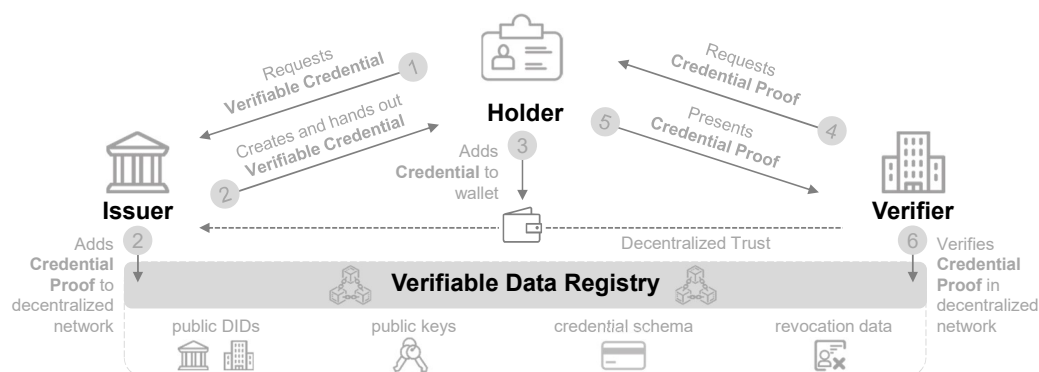 Requests
Verifiable Credential
1
Creates and hands out
Verifiable Credential
2
Holder
Requests
Credential Proof
4
5
Presents
Credential Proof
3
Adds
Credential to
wallet
Issuer
Verifier
Decentralized Trust
2
Adds
Credential
Proof to
decentralized
network
6
Verifies
Credential
Proof in
decentralized
network
Verifiable Data Registry
public DIDs
public keys
credential schema
revocation data